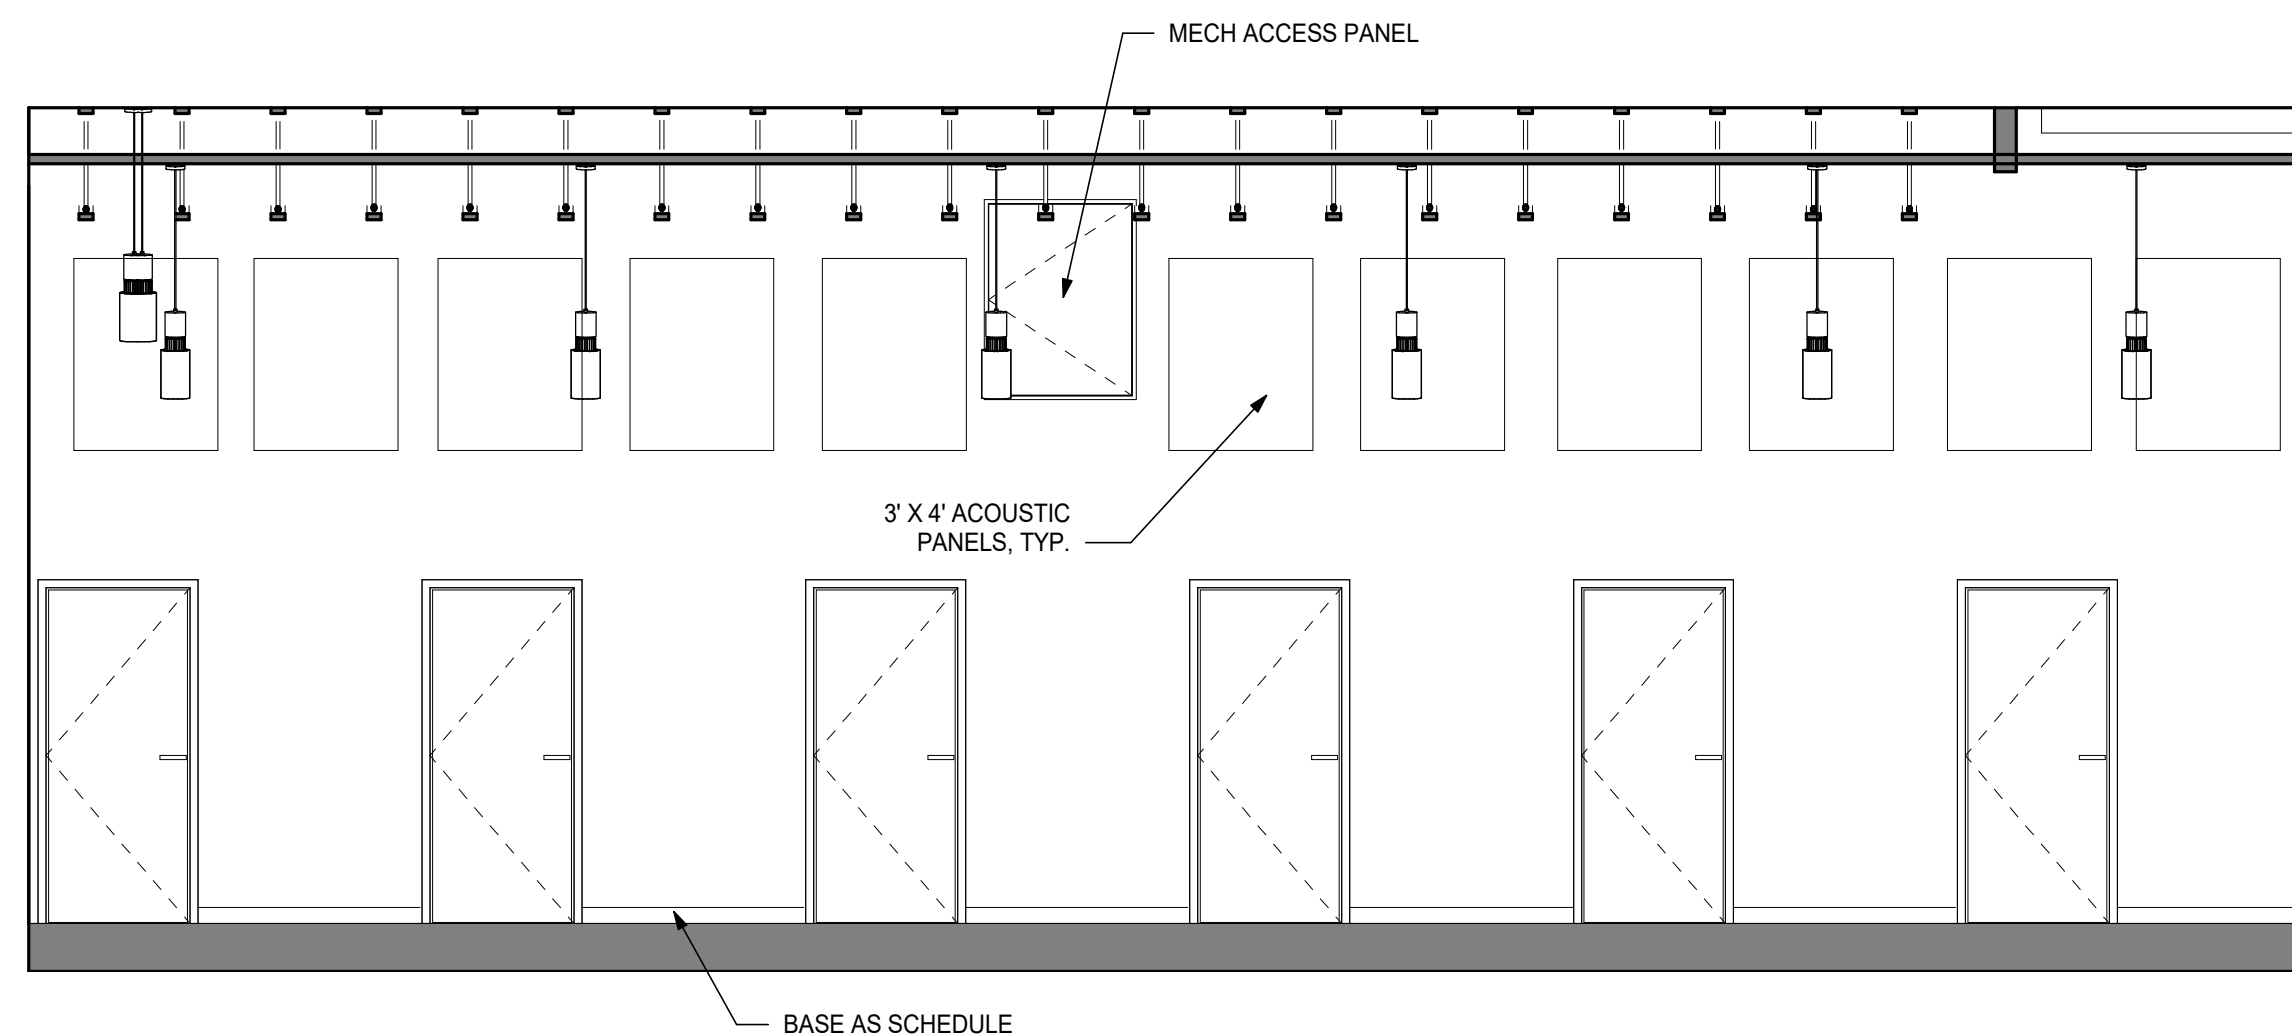 MECH ACCESS PANEL
3' X 4' ACOUSTIC
PANELS, TYP.
BASE AS SCHEDULE